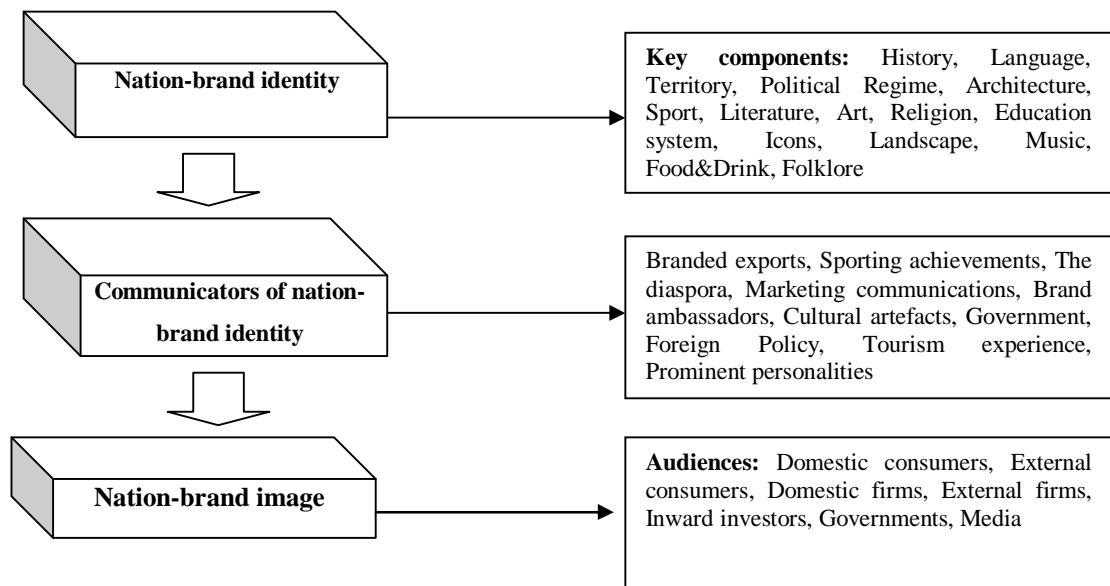 Nation-brand identity
Key components: History, Language,
Territory, Political Regime, Architecture,
Sport, Literature, Art, Religion, Education
system, Icons, Landscape, Music,
Food&Drink, Folklore
Communicators of nation-
brand identity
Branded exports, Sporting achievements, The
diaspora, Marketing communications, Brand
ambassadors, Cultural artefacts, Government,
Foreign Policy, Tourism experience,
Prominent personalities
Nation-brand image
Audiences: Domestic consumers, External
consumers, Domestic firms, External firms,
Inward investors, Governments, Media